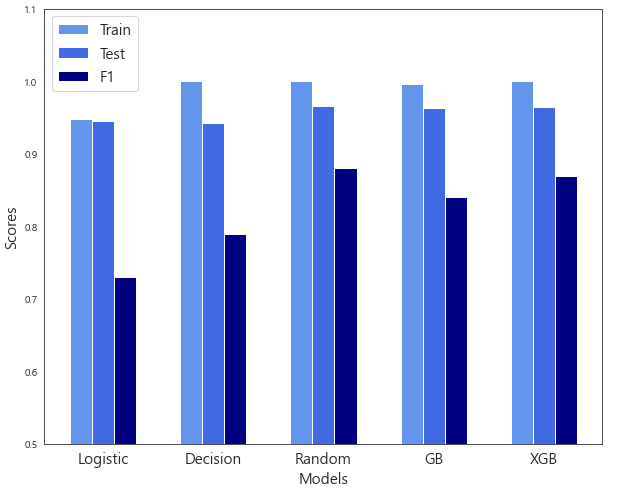 1.1
1.0
0.9
0.8
0.7
0.6
0.5
Scores
Train
Test
F1
Logistic Decision Random GB XGB
Models